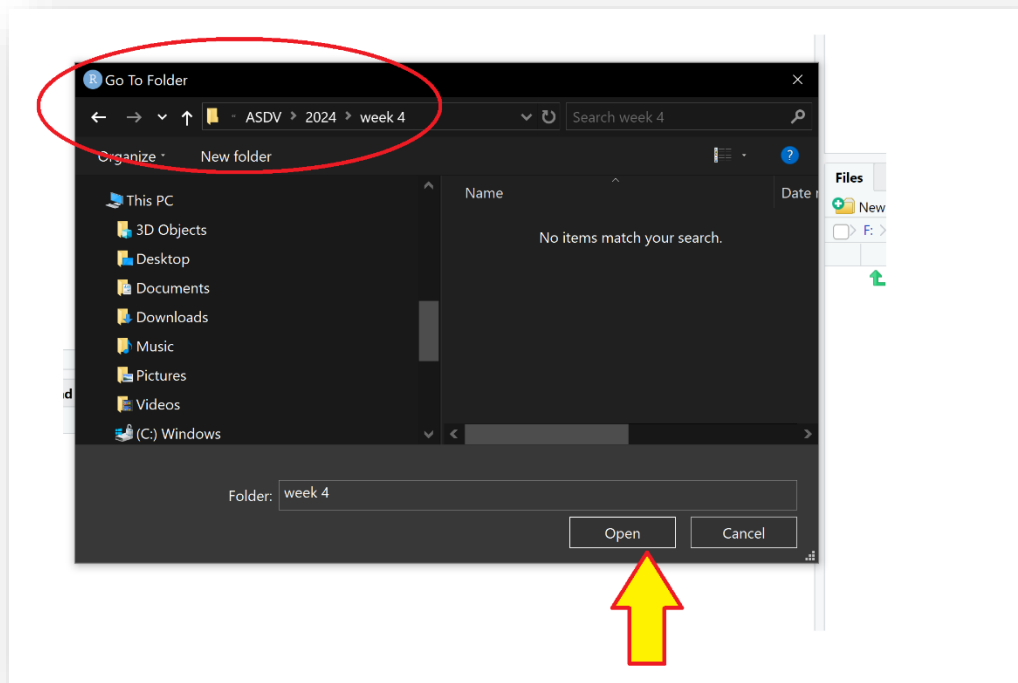 R Go To Folder
ASDV > 2024 > week 4
Search week 4
Organize
New folder
This PC
3D Objects
Desktop
Documents
Downloads
Music
Pictures
Videos
(C:) Windows
Name
Date
No items match your search.
Folder: week 4
Open
Cancel
Files
New
F: